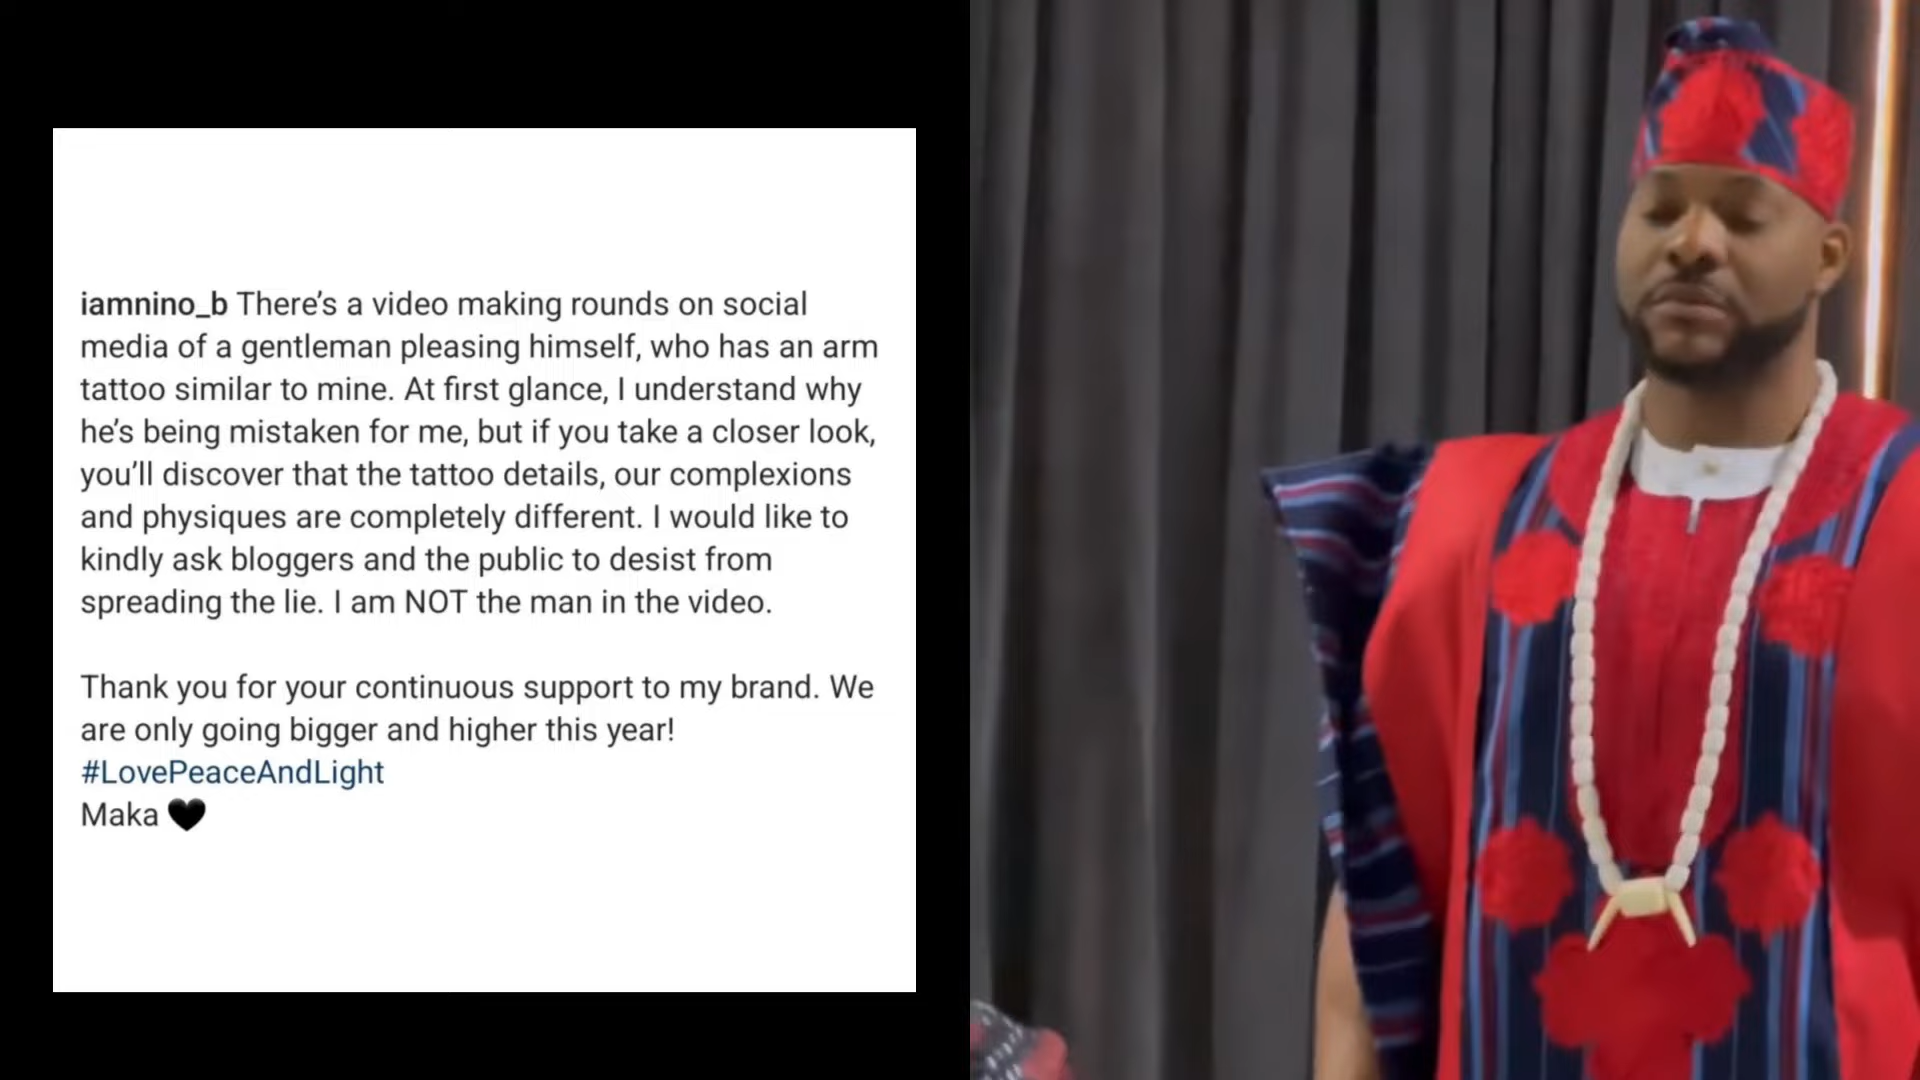 iamnino_b There’s a video making rounds on social
media of a gentleman pleasing himself, who has an arm
tattoo similar to mine. At first glance, I understand why
he’s being mistaken for me, but if you take a closer look,
you’ll discover that the tattoo details, our complexions
and physiques are completely different. I would like to
kindly ask bloggers and the public to desist from
spreading the lie. I am NOT the man in the video.
Thank you for your continuous support to my brand. We
are only going bigger and higher this year!
#LovePeaceAndLight
Maka 🖤